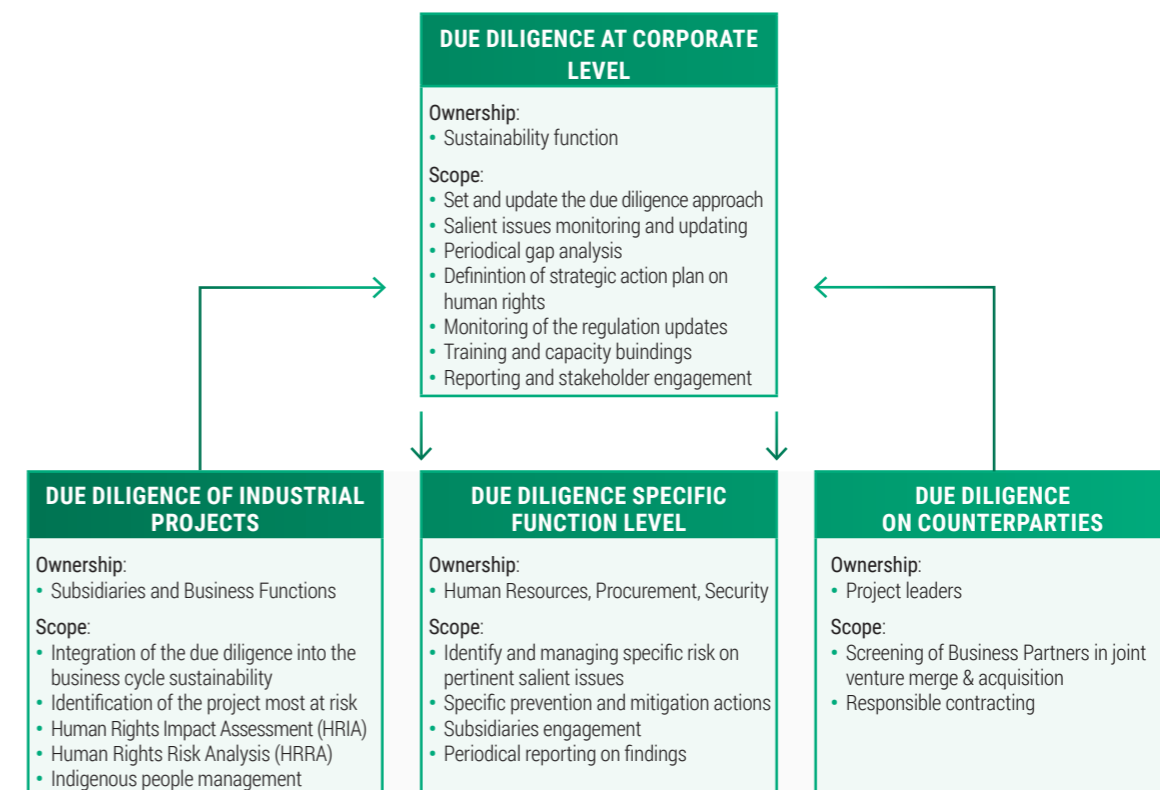 DUE DILIGENCE AT CORPORATE
LEVEL
Ownership:
• Sustainability function
Scope:
• Set and update the due diligence approach
• Salient issues monitoring and updating
• Periodical gap analysis
• Definintion of strategic action plan on
human rights
• Monitoring of the regulation updates
• Training and capacity buindings
• Reporting and stakeholder engagement
DUE DILIGENCE OF INDUSTRIAL
PROJECTS
Ownership:
• Subsidiaries and Business Functions
Scope:
• Integration of the due diligence into the
business cycle sustainability
• Identification of the project most at risk
• Human Rights Impact Assessment (HRIA)
• Human Rights Risk Analysis (HRRA)
• Indigenous people management
DUE DILIGENCE SPECIFIC
FUNCTION LEVEL
Ownership:
• Human Resources, Procurement, Security
Scope:
• Identify and managing specific risk on
pertinent salient issues
• Specific prevention and mitigation actions
• Subsidiaries engagement
• Periodical reporting on findings
DUE DILIGENCE
ON COUNTERPARTIES
Ownership:
• Project leaders
Scope:
• Screening of Business Partners in joint
venture merge & acquisition
• Responsible contracting